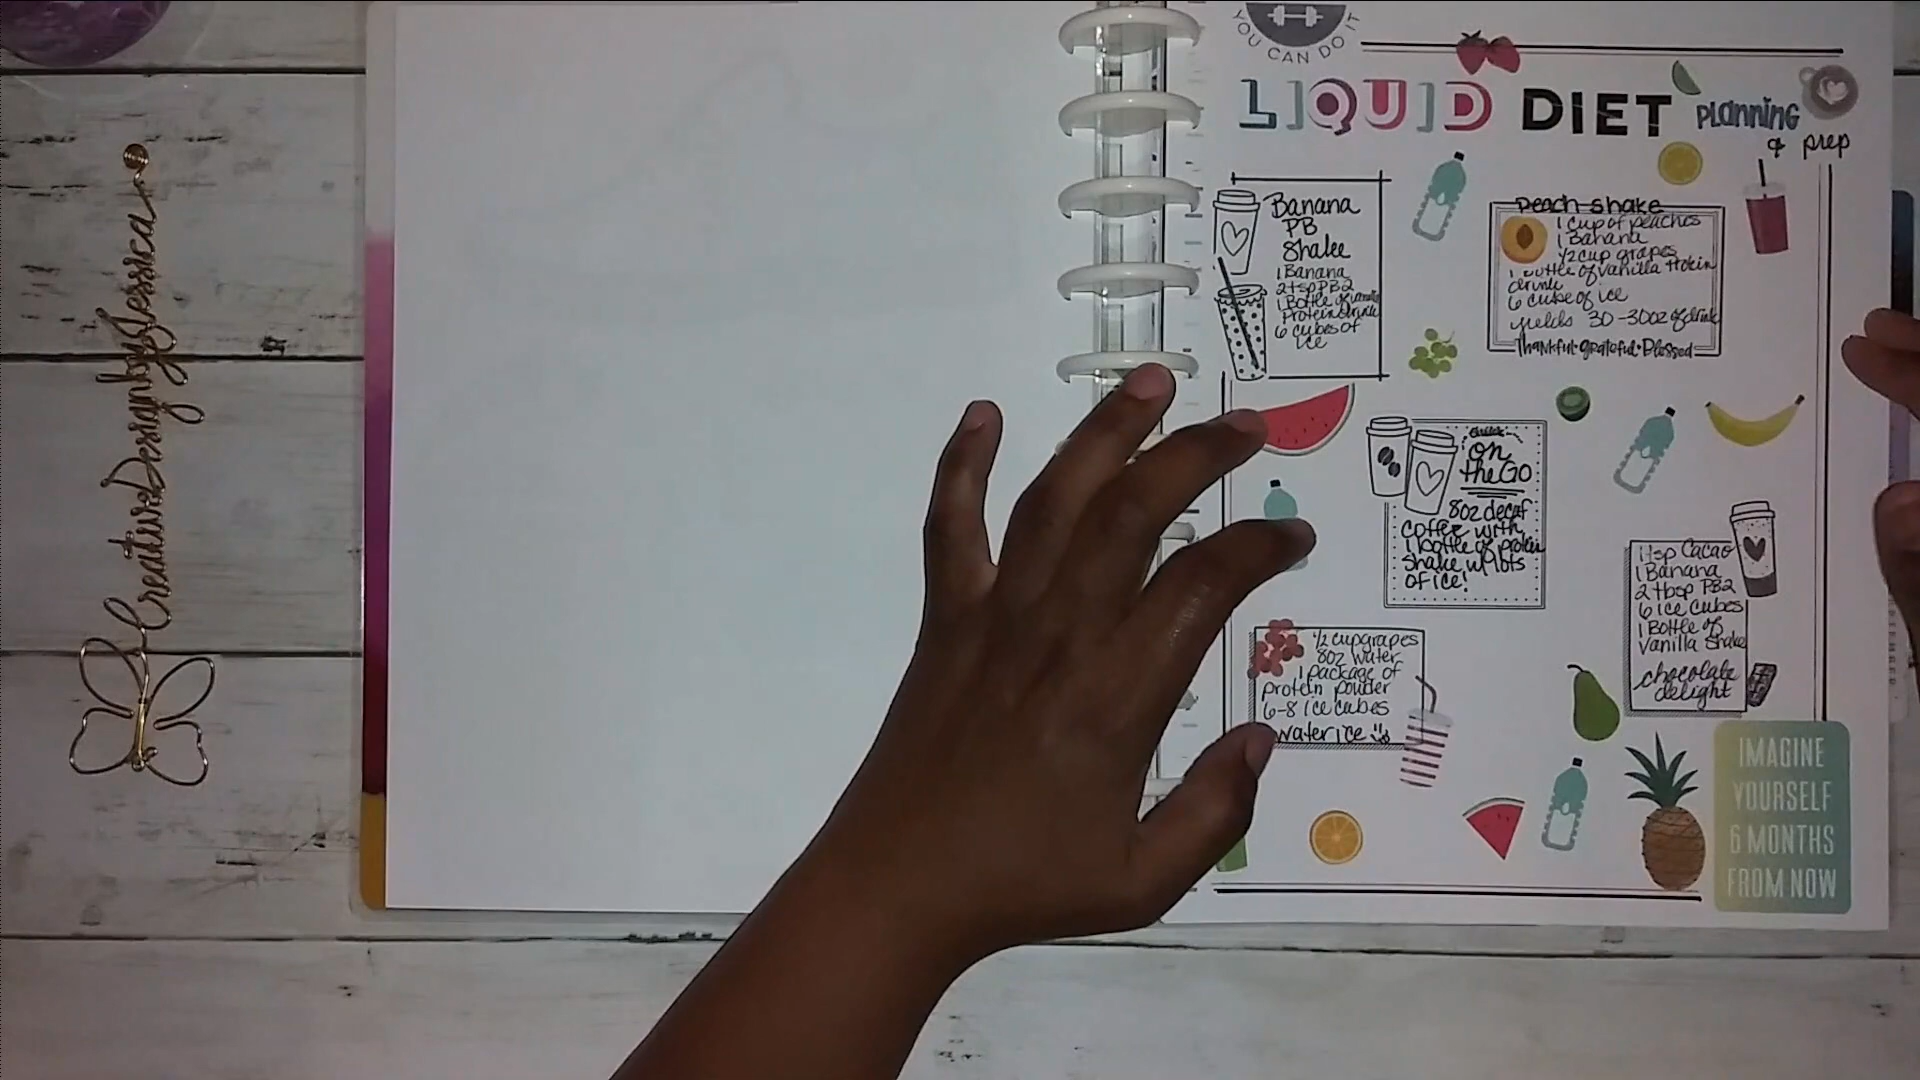 CreativeDesignbyJessica
YOU CAN DO IT
LIQUID DIET Planning
& prep
Banana
PB
Shake
1 Banana
2 tsp PB2
1 Bottle of vanilla
Protein drink
6 cubes of
ice
Peach shake
1 cup of peaches
1 Banana
1/2 cup grapes
1 bottle of vanilla Protein
drink
6 cube of ice
yields 30-30oz of drink
Thankful•grateful•Blessed
on
the Go
8oz decaf
coffee with
1 bottle of protein
shake w/ lots
of ice!
1 tsp Cacao
1 Banana
2 tbsp PB2
6 ice cubes
1 Bottle of
Vanilla Shake
chocolate
delight
1/2 cup grapes
8oz water
1 package of
protein powder
6-8 ice cubes
water ice
IMAGINE
YOURSELF
6 MONTHS
FROM NOW